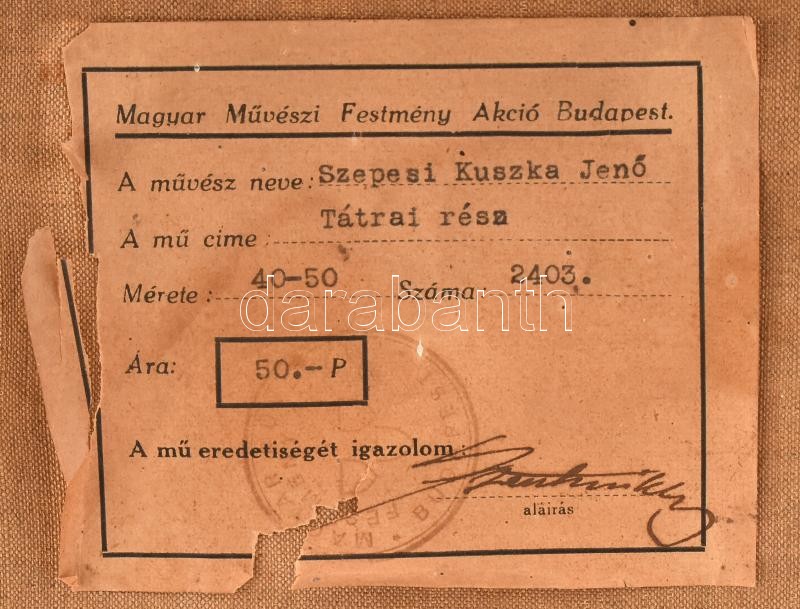 Magyar Művészi Festmény Akció Budapest.
A művész neve: Szepesi Kuszka Jenő
A mű cime: Tátrai rész
Mérete: 40-50 Száma 2403.
darabanth
Ára: 50.- P
A mű eredetiségét igazolom:
aláirás